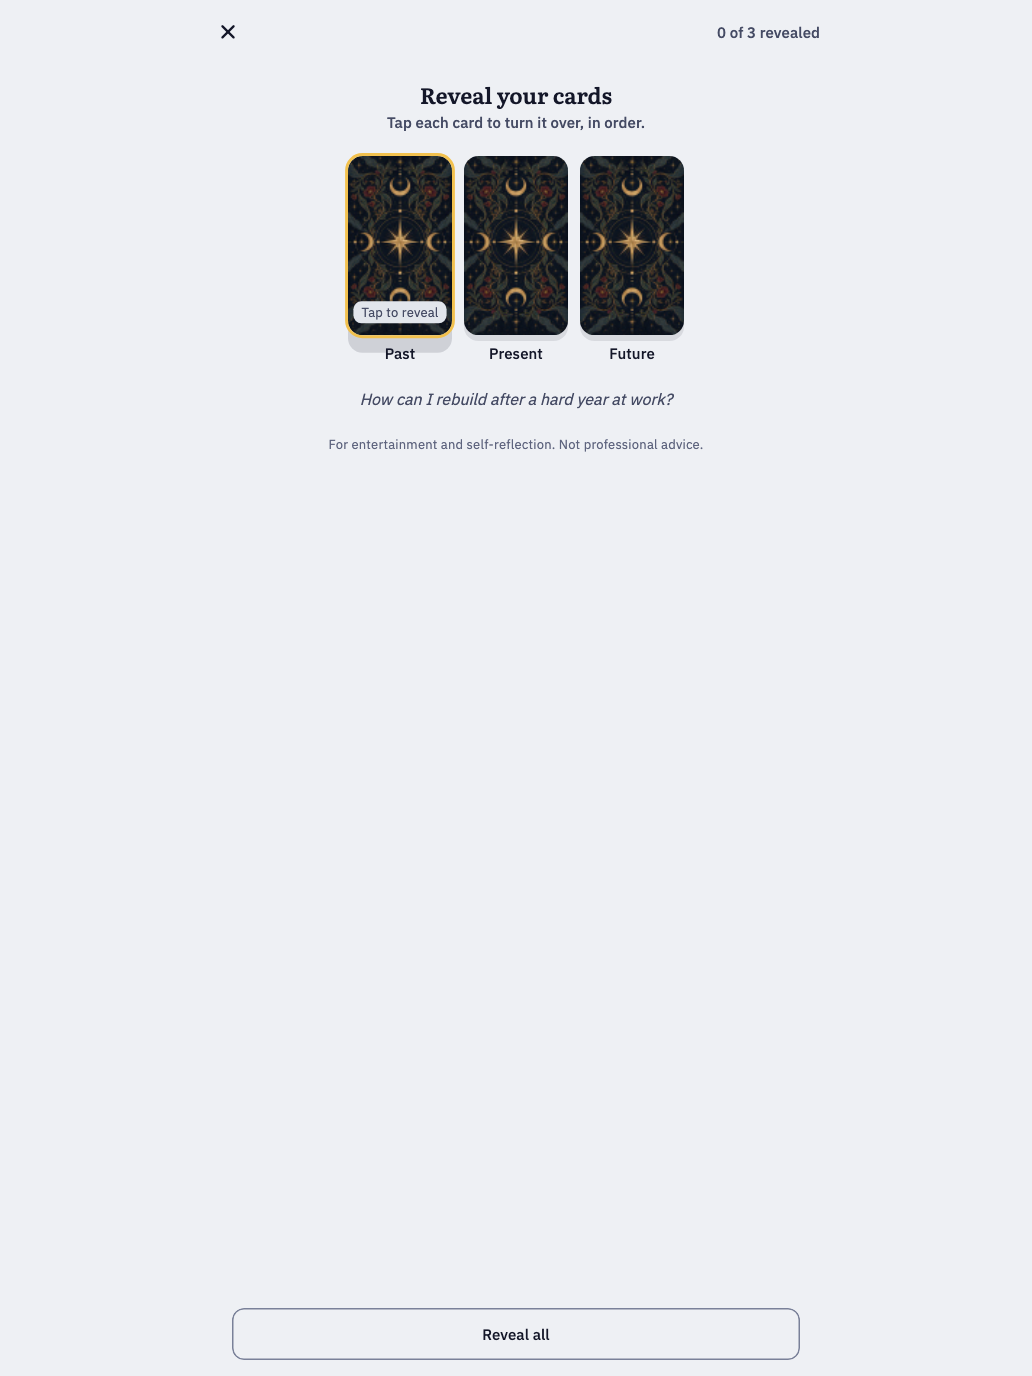 0 of 3 revealed
Reveal your cards
Tap each card to turn it over, in order.
Tap to reveal
Past
Present
Future
How can I rebuild after a hard year at work?
For entertainment and self-reflection. Not professional advice.
Reveal all